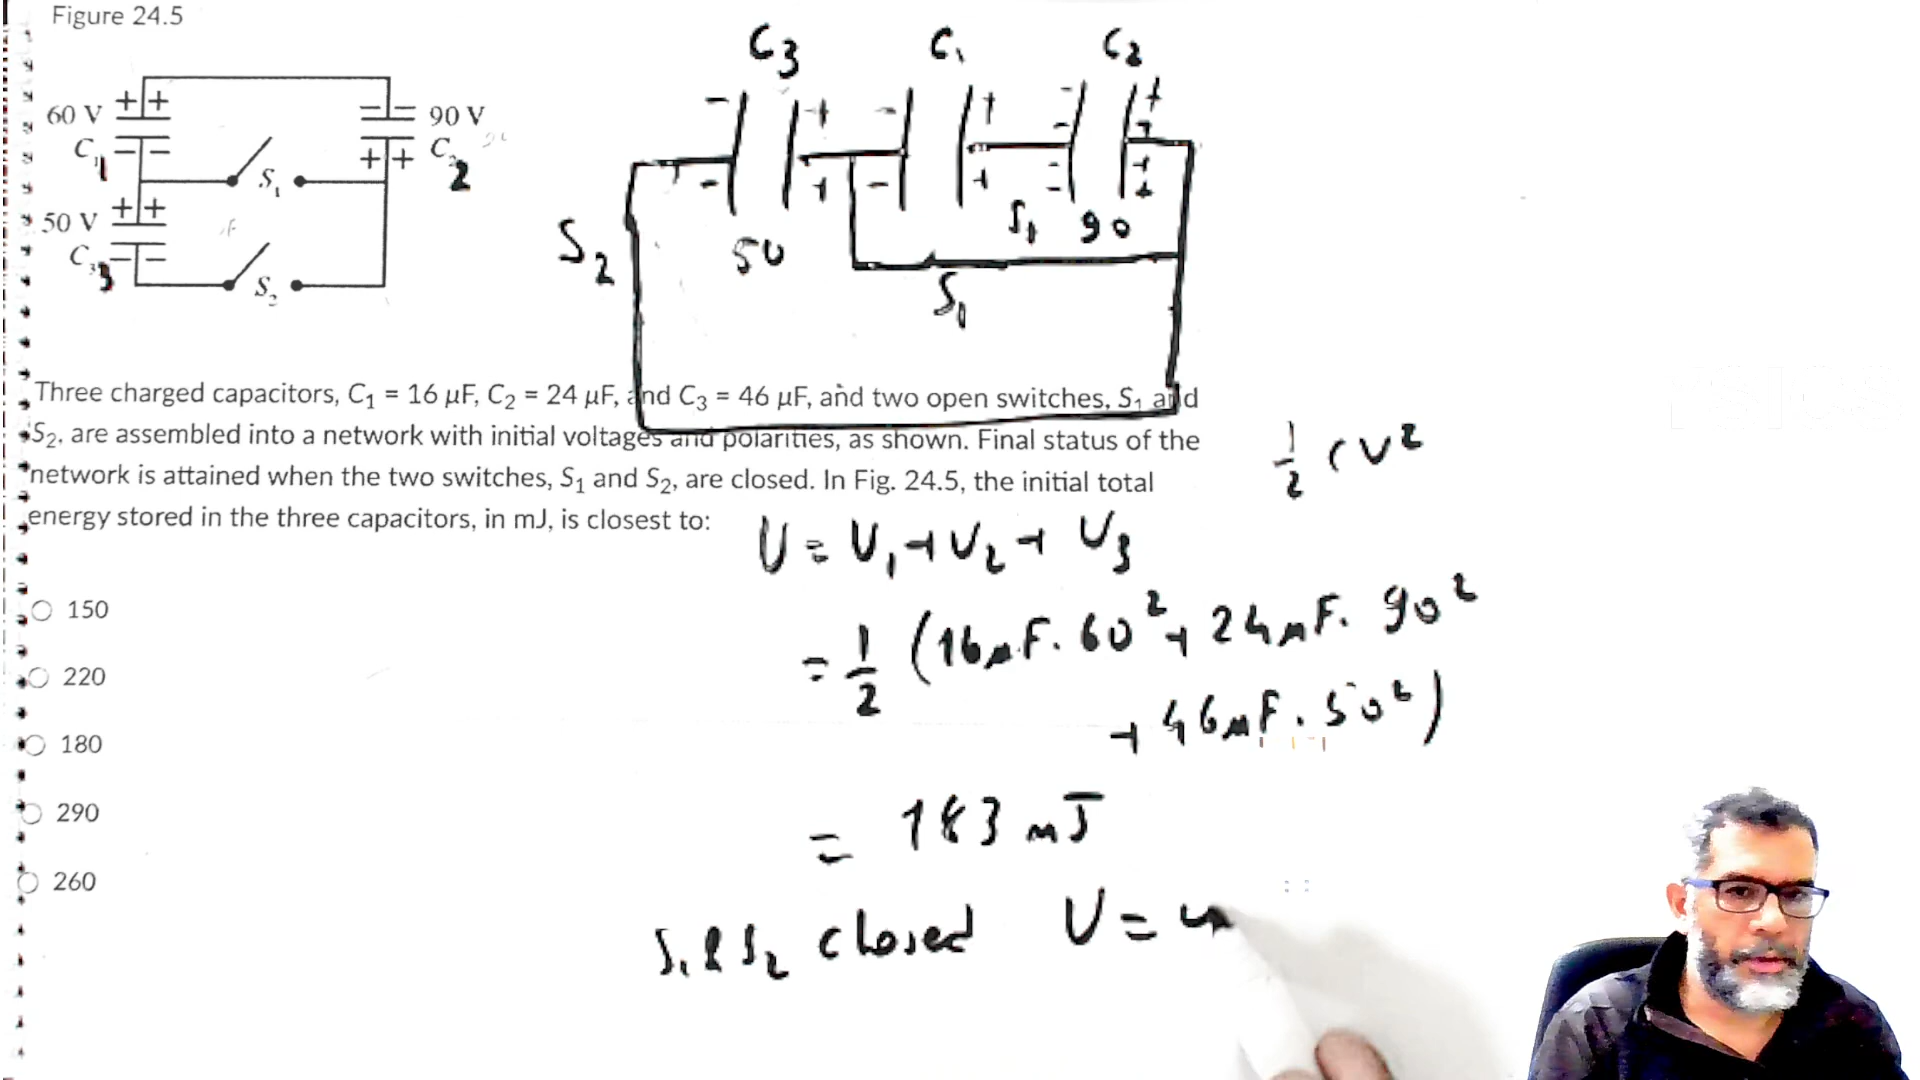 Figure 24.5
60 V
C₁
90 V
C₂
2
S₁
50 V
C₃
S₂
C₃ C₁ C₂
50
S₁ 90
S₂
S₁
Three charged capacitors, C₁ = 16 μF, C₂ = 24 μF, and C₃ = 46 μF, and two open switches, S₁ and
S₂, are assembled into a network with initial voltages and polarities, as shown. Final status of the
network is attained when the two switches, S₁ and S₂, are closed. In Fig. 24.5, the initial total
energy stored in the three capacitors, in mJ, is closest to:
1/2 CV²
U = U₁ + U₂ + U₃
= 1/2 (16μF. 60² + 24μF. 90²
+ 46μF. 50²)
= 183 mJ
S₁ & S₂ closed U =
150
220
180
290
260